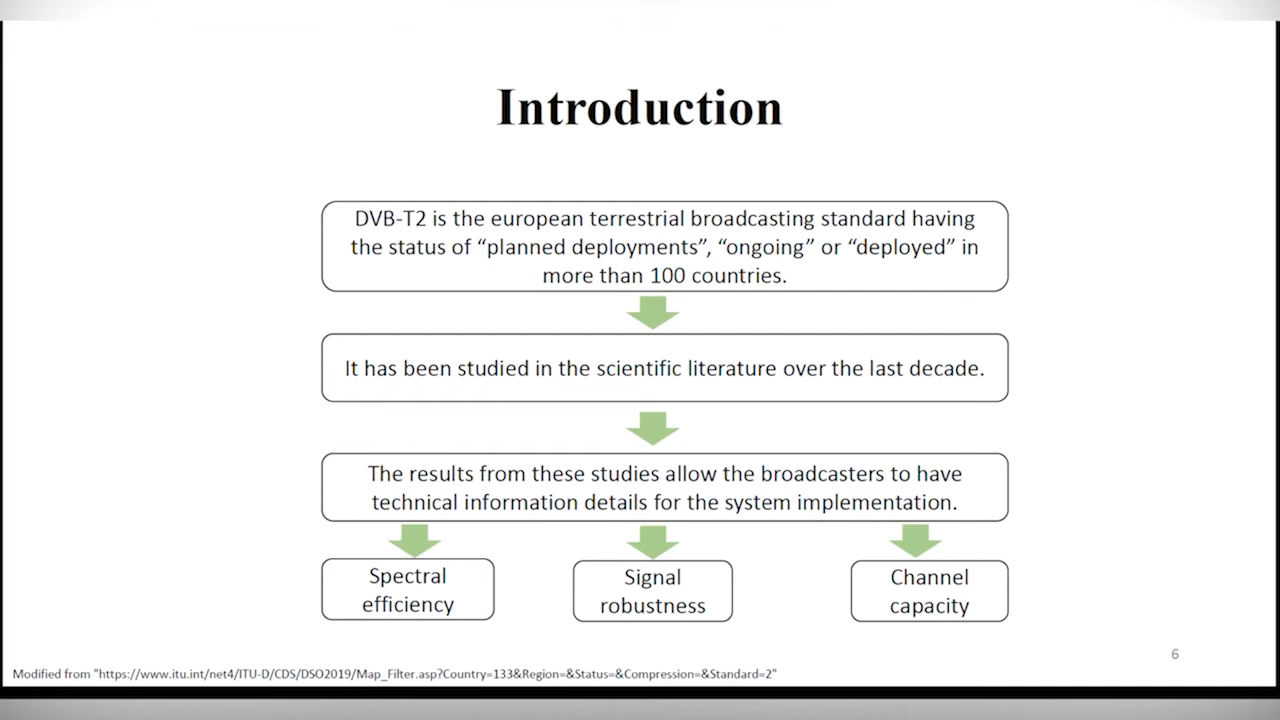 Introduction
DVB-T2 is the european terrestrial broadcasting standard having
the status of “planned deployments”, “ongoing” or “deployed” in
more than 100 countries.
It has been studied in the scientific literature over the last decade.
The results from these studies allow the broadcasters to have
technical information details for the system implementation.
Spectral
efficiency
Signal
robustness
Channel
capacity
6
Modified from "https://www.itu.int/net4/ITU-D/CDS/DSO2019/Map_Filter.asp?Country=133&Region=&Status=&Compression=&Standard=2"